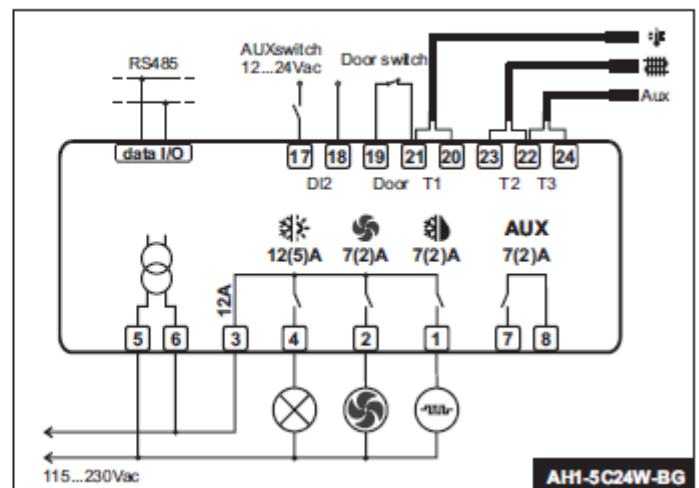 RS485
AUXswitch
12...24Vac
Door switch
Aux
data I/O
17 18 19 21 20 23 22 24
DI2 Door T1 T2 T3
AUX
12(5)A 7(2)A 7(2)A 7(2)A
12A
5 6 3 4 2 1 7 8
115...230Vac
AH1-5C24W-BG